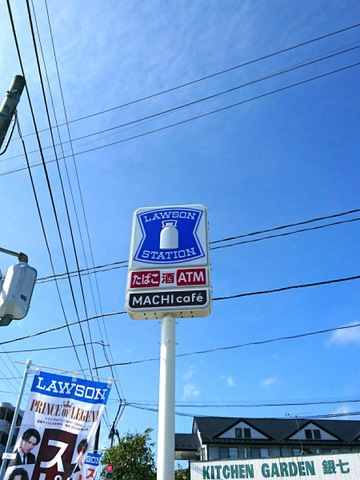 LAWSON
STATION
たばこ 酒 ATM
MACHI café
LAWSON
PRINCE OF LEGEND
ス
KITCHEN GARDEN 銀七